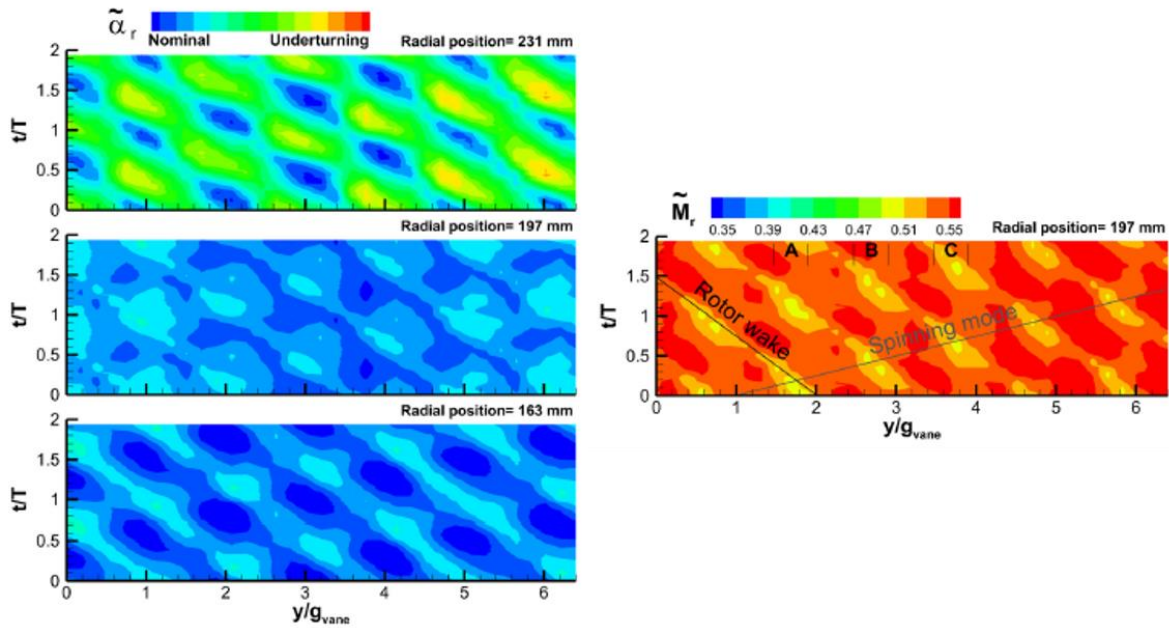 α̃ r
Nominal Underturning
Radial position= 231 mm
2
1.5
1
0.5
0
t/T
Radial position= 197 mm
2
1.5
1
0.5
0
t/T
Radial position= 163 mm
2
1.5
1
0.5
0
t/T
0 1 2 3 4 5 6
y/gvane
M̃r
0.35 0.39 0.43 0.47 0.51 0.55
Radial position= 197 mm
2
1.5
1
0.5
0
t/T
A B C
Rotor wake
Spinning mode
0 1 2 3 4 5 6
y/gvane